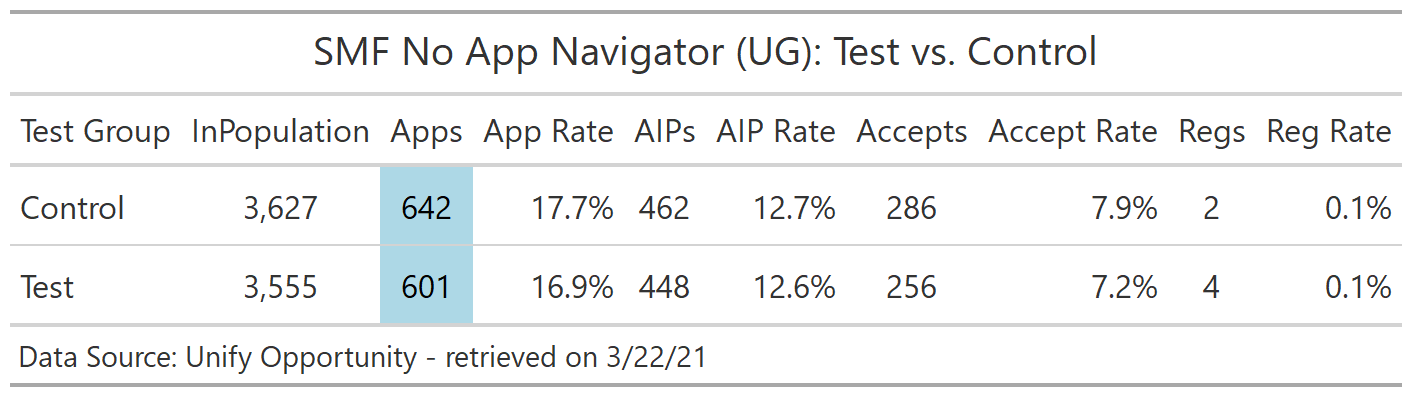 SMF No App Navigator (UG): Test vs. Control
Test Group InPopulation Apps App Rate AIPs AIP Rate Accepts Accept Rate Regs Reg Rate
Control 3,627 642 17.7% 462 12.7% 286 7.9% 2 0.1%
Test 3,555 601 16.9% 448 12.6% 256 7.2% 4 0.1%
Data Source: Unify Opportunity - retrieved on 3/22/21